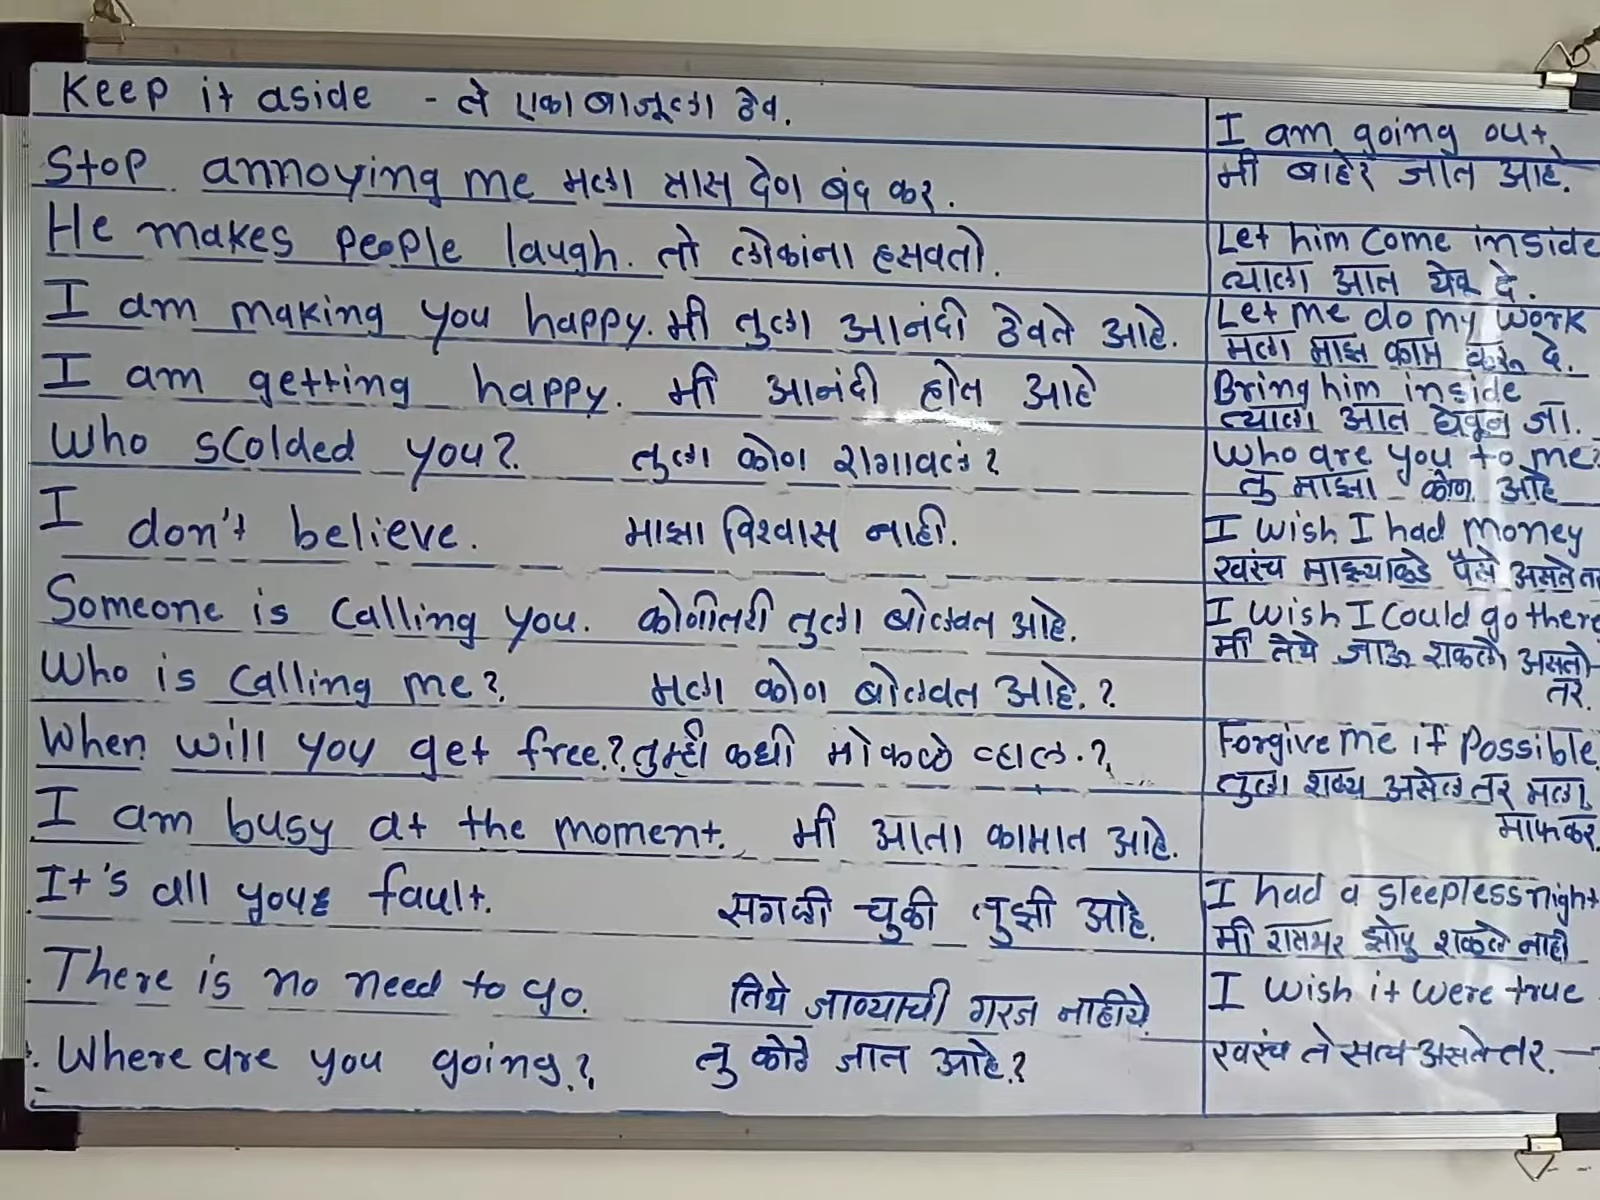 Keep it aside - ते एका बाजूला ठेव.
Stop annoying me मला त्रास देण बंद कर.
He makes people laugh. तो लोकांना हसवतो.
I am making you happy. मी तुला आनंदी ठेवते आहे.
I am getting happy. मी आनंदी होत आहे
Who scolded you? तुला कोण रागावलं?
I don't believe. माझा विश्वास नाही.
Someone is calling you. कोणीतरी तुला बोलवत आहे.
Who is calling me? मला कोण बोलवत आहे.?
When will you get free? तुम्ही कधी मोकळे व्हाल.?
I am busy at the moment. मी आता कामात आहे.
It's all your fault. सगळी चुकी तुझी आहे.
There is no need to go. तिथे जाण्याची गरज नाहीये.
Where are you going? तु कोठे जात आहे?
I am going out.
मी बाहेर जात आहे.
Let him come inside
त्याला आत येवू दे.
Let me do my work
मला माझ काम करू दे.
Bring him inside
त्याला आत घेवून जा.
Who are you to me?
तु माझा कोण आहे
I wish I had money
खरंच माझ्याकडे पैसे असते तर
I wish I could go there
मी तेथे जाऊ शकलो असतो
तर.
Forgive me if possible.
तुला शक्य असेल तर मला
माफ कर.
I had a sleepless night
मी रातभर झोपु शकले नाही
I wish it were true
खरंच ते सत्य असते तर.